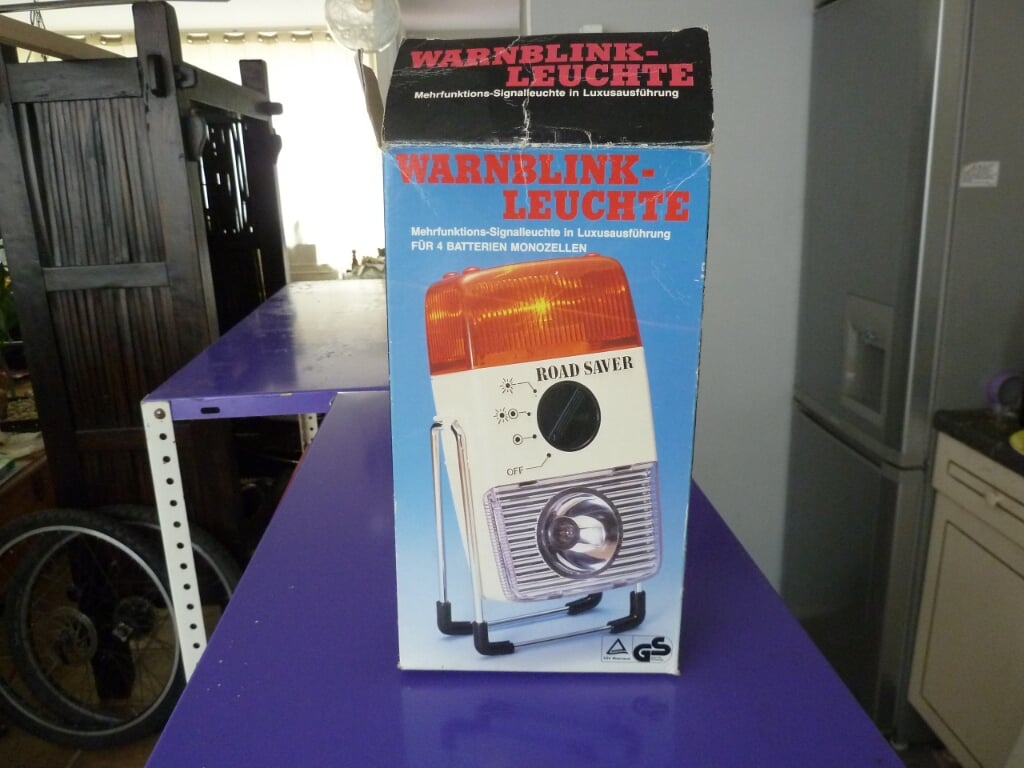 WARNBLINK-
LEUCHTE
Mehrfunktions-Signalleuchte in Luxusausführung
WARNBLINK-
LEUCHTE
Mehrfunktions-Signalleuchte in Luxusausführung
FÜR 4 BATTERIEN MONOZELLEN
ROAD SAVER
OFF
GS